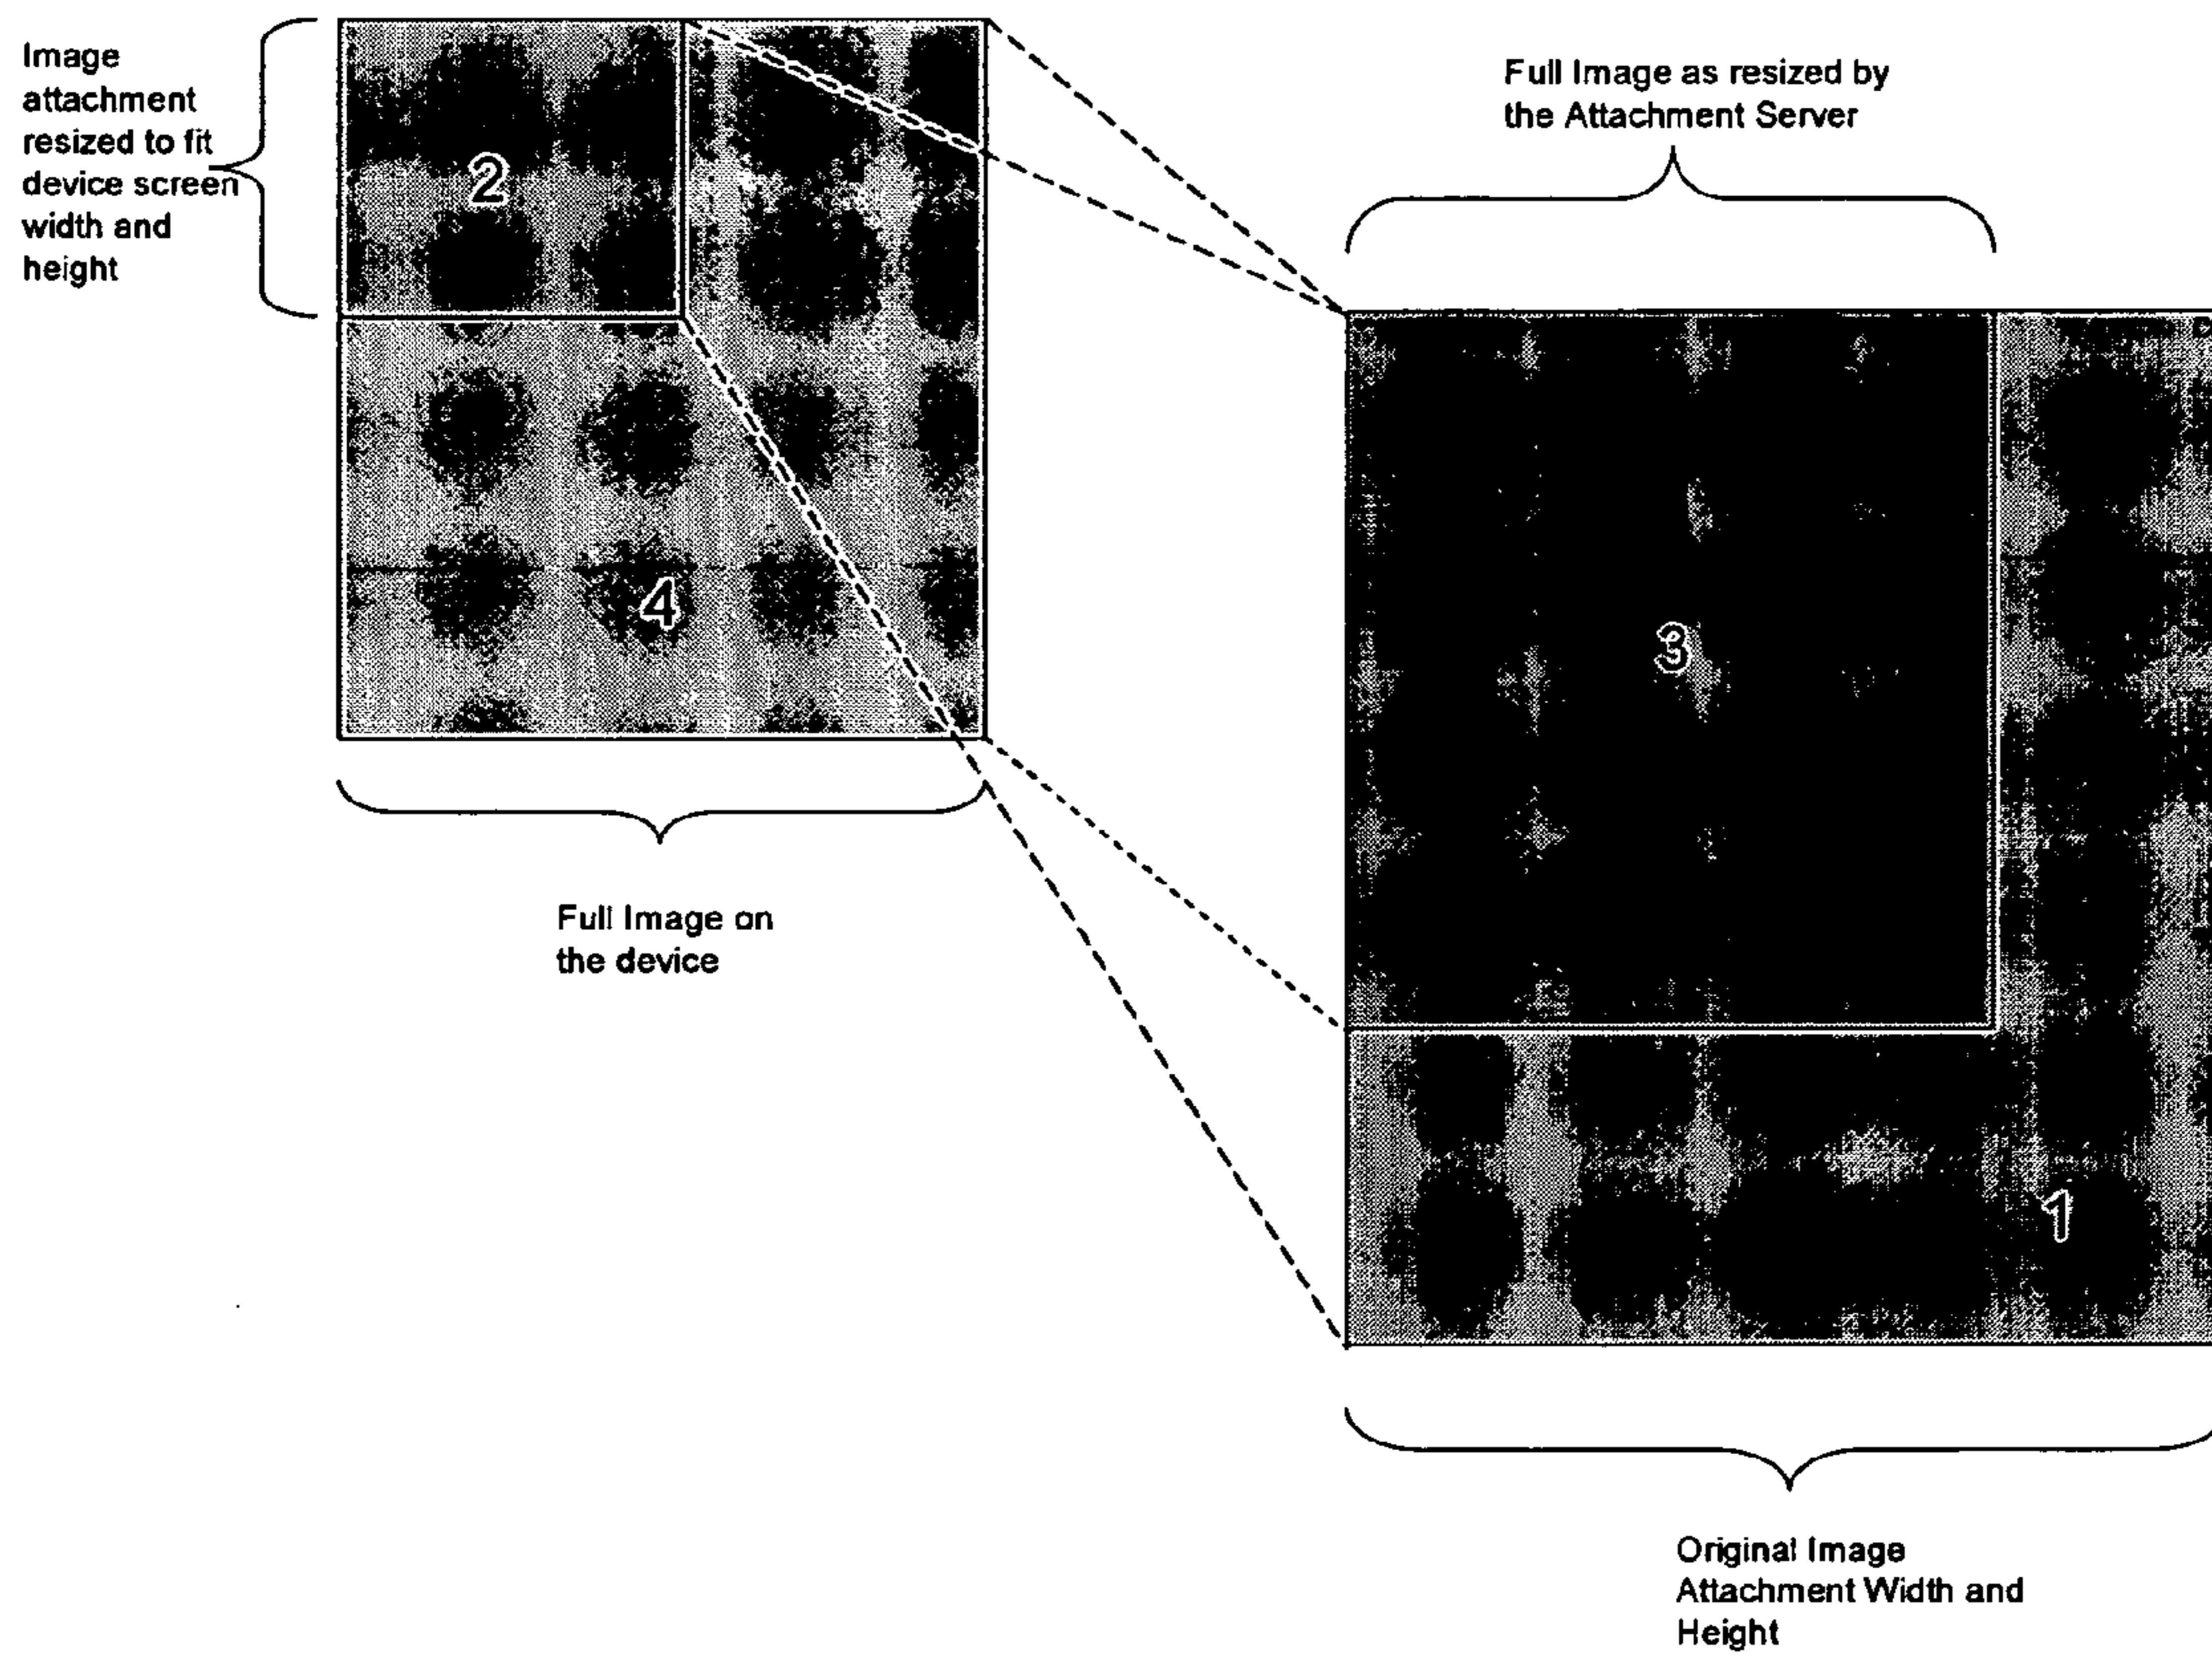 Image
attachment
resized to fit
device screen
width and
height
2
4
Full Image on
the device
Full Image as resized by
the Attachment Server
3
1
Original Image
Attachment Width and
Height